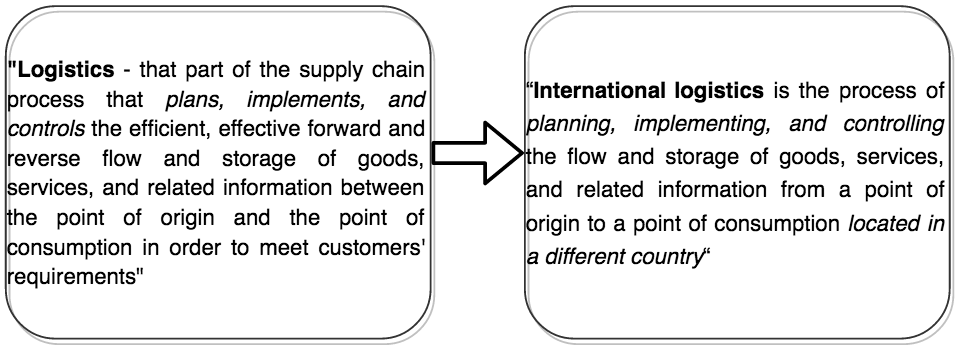 "Logistics - that part of the supply chain
process that plans, implements, and
controls the efficient, effective forward and
reverse flow and storage of goods,
services, and related information between
the point of origin and the point of
consumption in order to meet customers'
requirements"
“International logistics is the process of
planning, implementing, and controlling
the flow and storage of goods, services,
and related information from a point of
origin to a point of consumption located in
a different country“